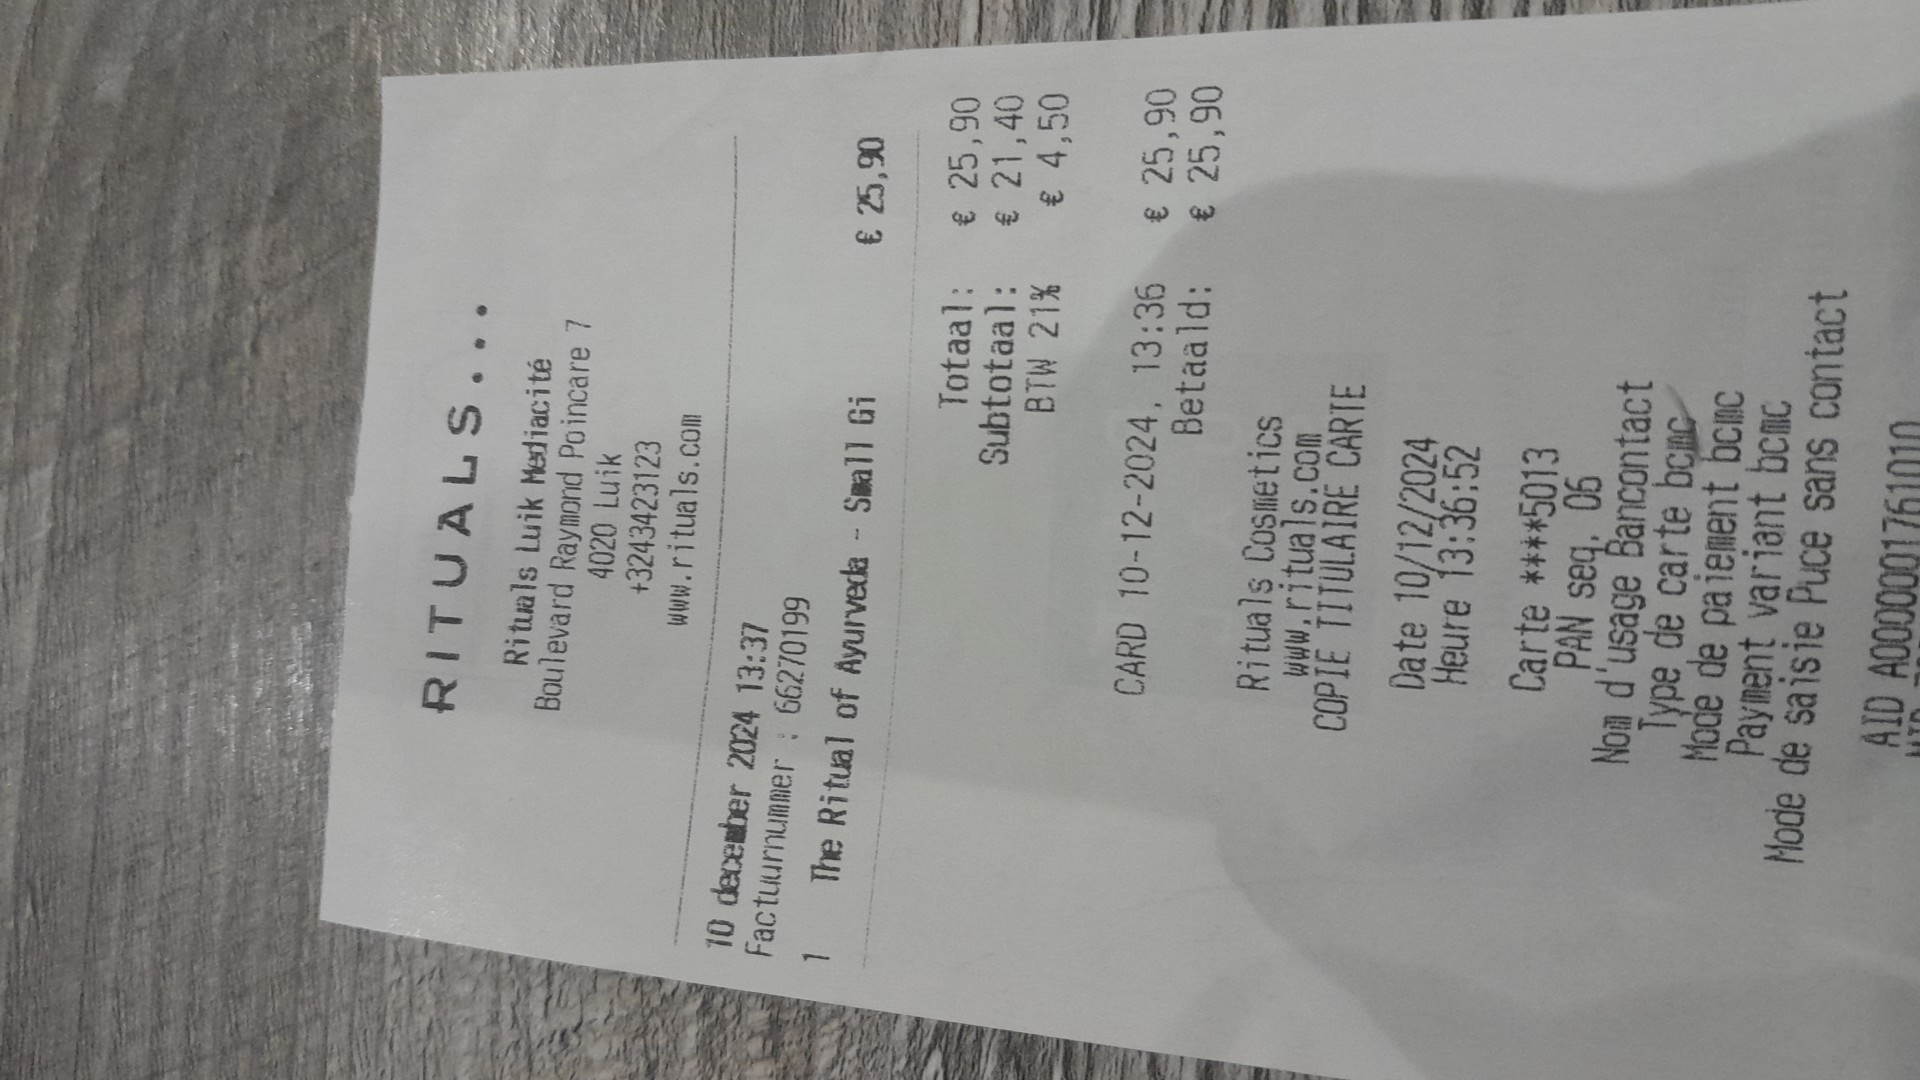 RITUALS...
Rituals Luik Mediacité
Boulevard Raymond Poincare 7
4020 Luik
+3243423123
www.rituals.com
10 december 2024 13:37
Factuurnummer : 66270199
1 The Ritual of Ayurveda - Small Gi € 25,90
Totaal: € 25,90
Subtotaal: € 21,40
BTW 21% € 4,50
CARD 10-12-2024, 13:36 € 25,90
Betaald: € 25,90
Rituals Cosmetics
www.rituals.com
COPIE TITULAIRE CARTE
Date 10/12/2024
Heure 13:36:52
Carte ****5013
PAN seq. 06
Nom d'usage Bancontact
Type de carte bcmc
Mode de paiement bcmc
Payment variant bcmc
Mode de saisie Puce sans contact
AID A0000001761010